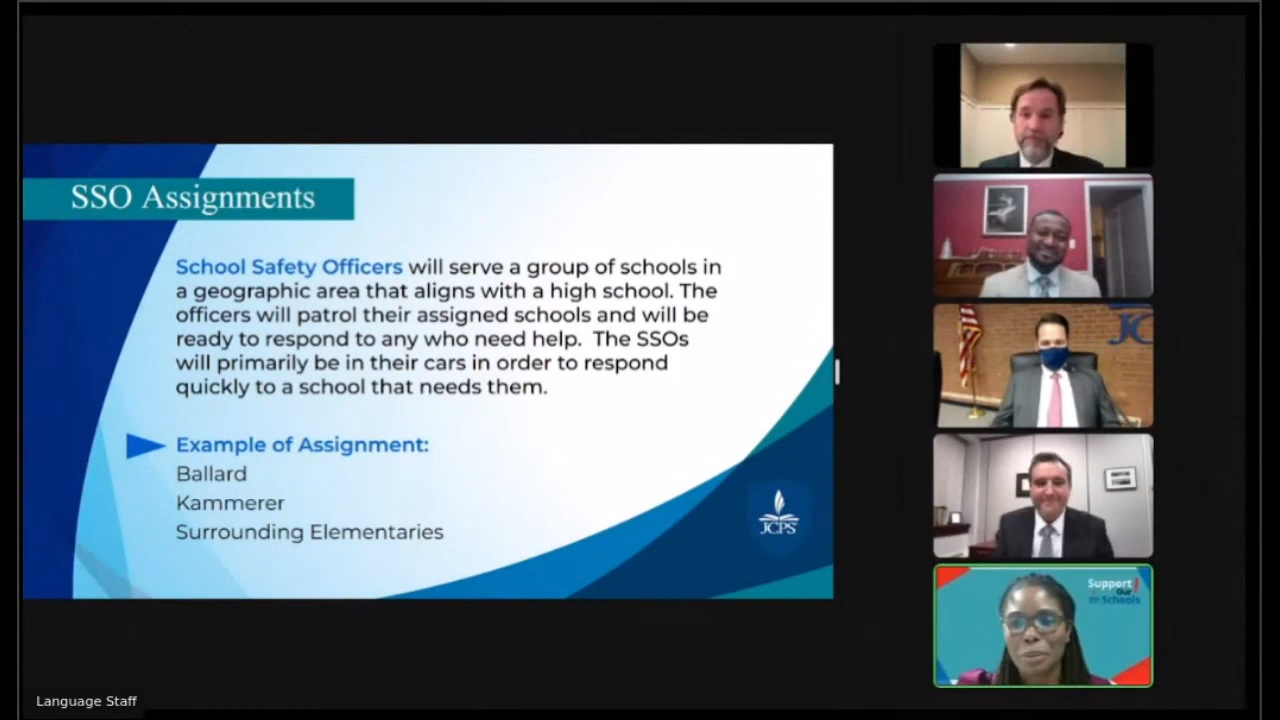 SSO Assignments
School Safety Officers will serve a group of schools in
a geographic area that aligns with a high school. The
officers will patrol their assigned schools and will be
ready to respond to any who need help.  The SSOs
will primarily be in their cars in order to respond
quickly to a school that needs them.
Example of Assignment:
Ballard
Kammerer
Surrounding Elementaries
JCPS
JC
Support
Our
Schools
Language Staff